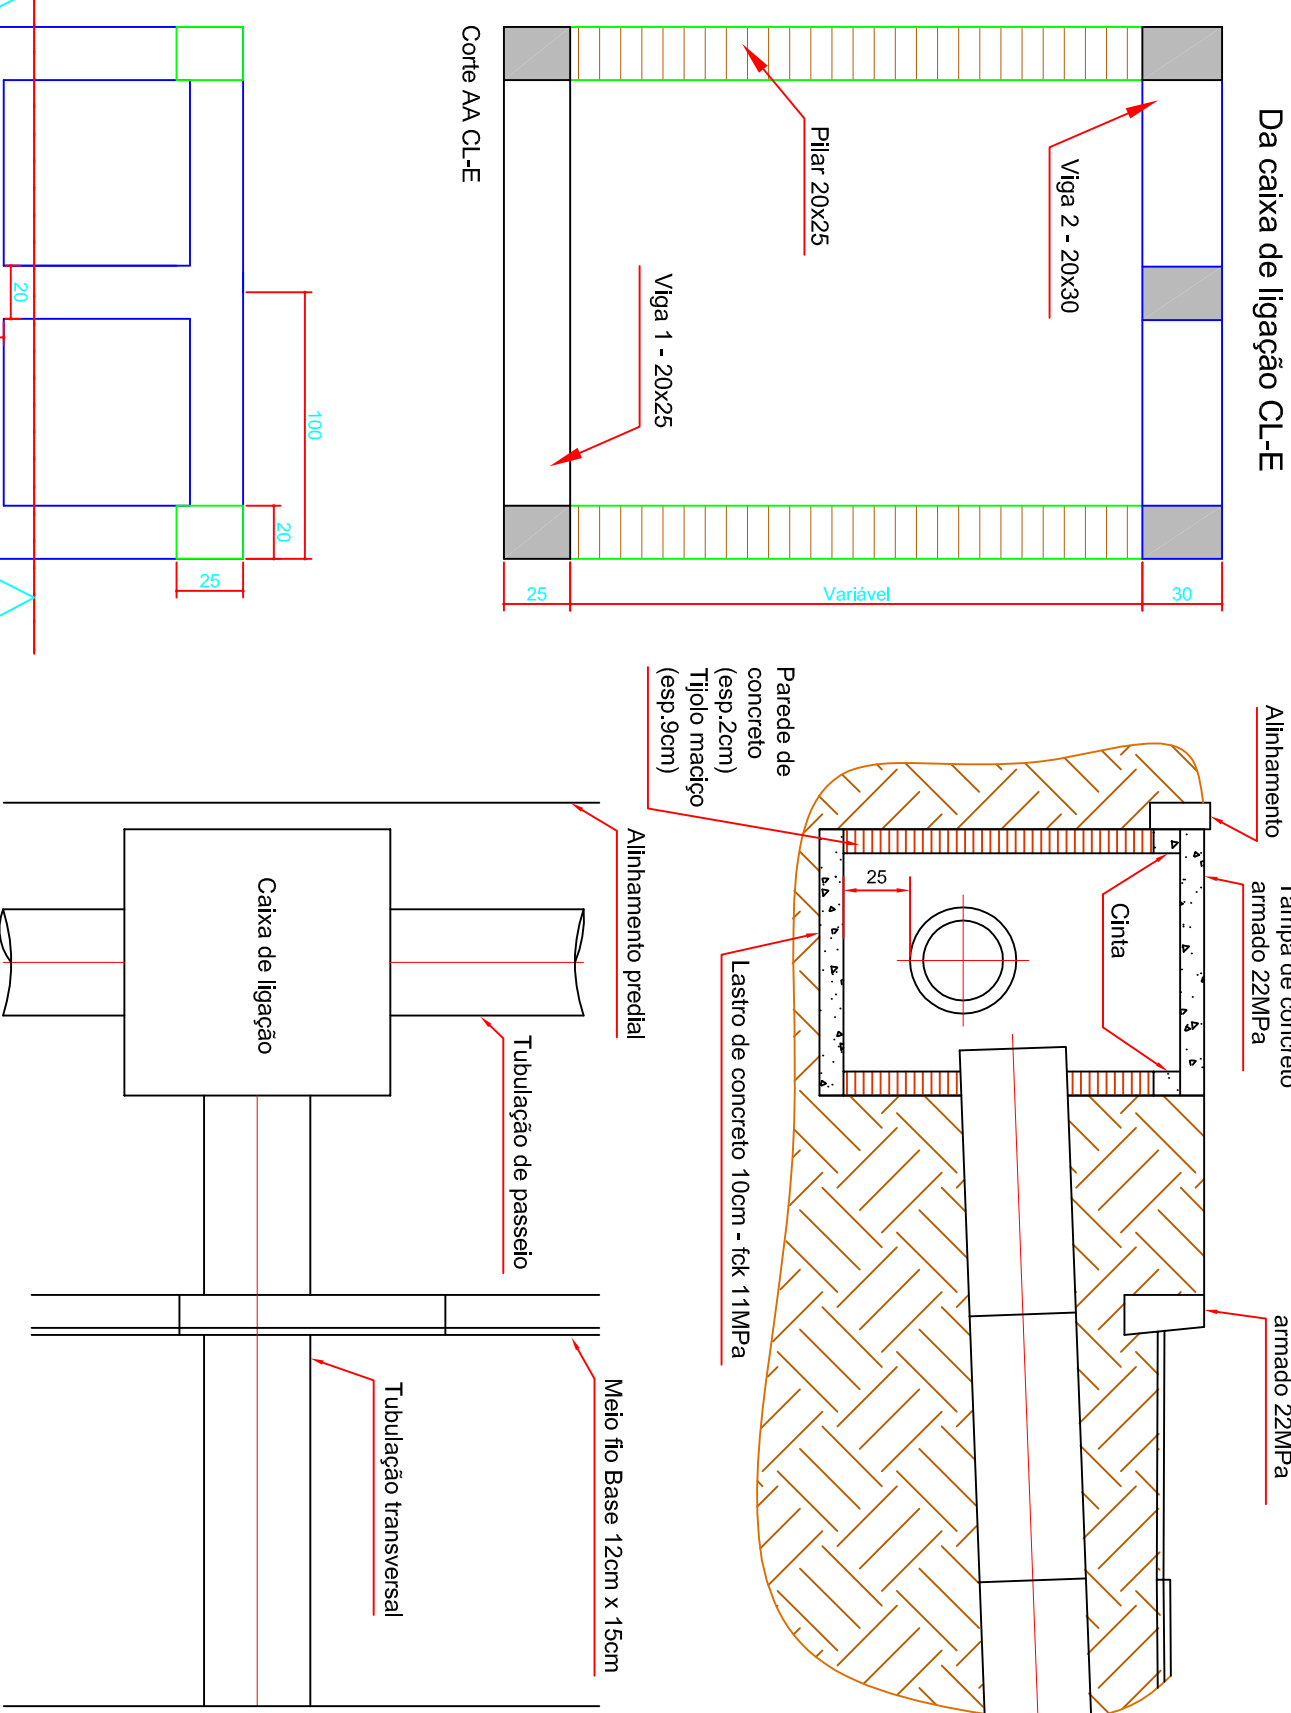 Da caixa de ligação CL-E
Viga 2 - 20x30
Pilar 20x25
Viga 1 - 20x25
Corte AA CL-E
30
Variável
25
100
20
20
25
Alinhamento
Tampa de concreto
armado 22MPa
armado 22MPa
Cinta
25
Parede de
concreto
(esp.2cm)
Tijolo maciço
(esp.9cm)
Lastro de concreto 10cm - fck 11MPa
Alinhamento predial
Caixa de ligação
Tubulação de passeio
Meio fio Base 12cm x 15cm
Tubulação transversal